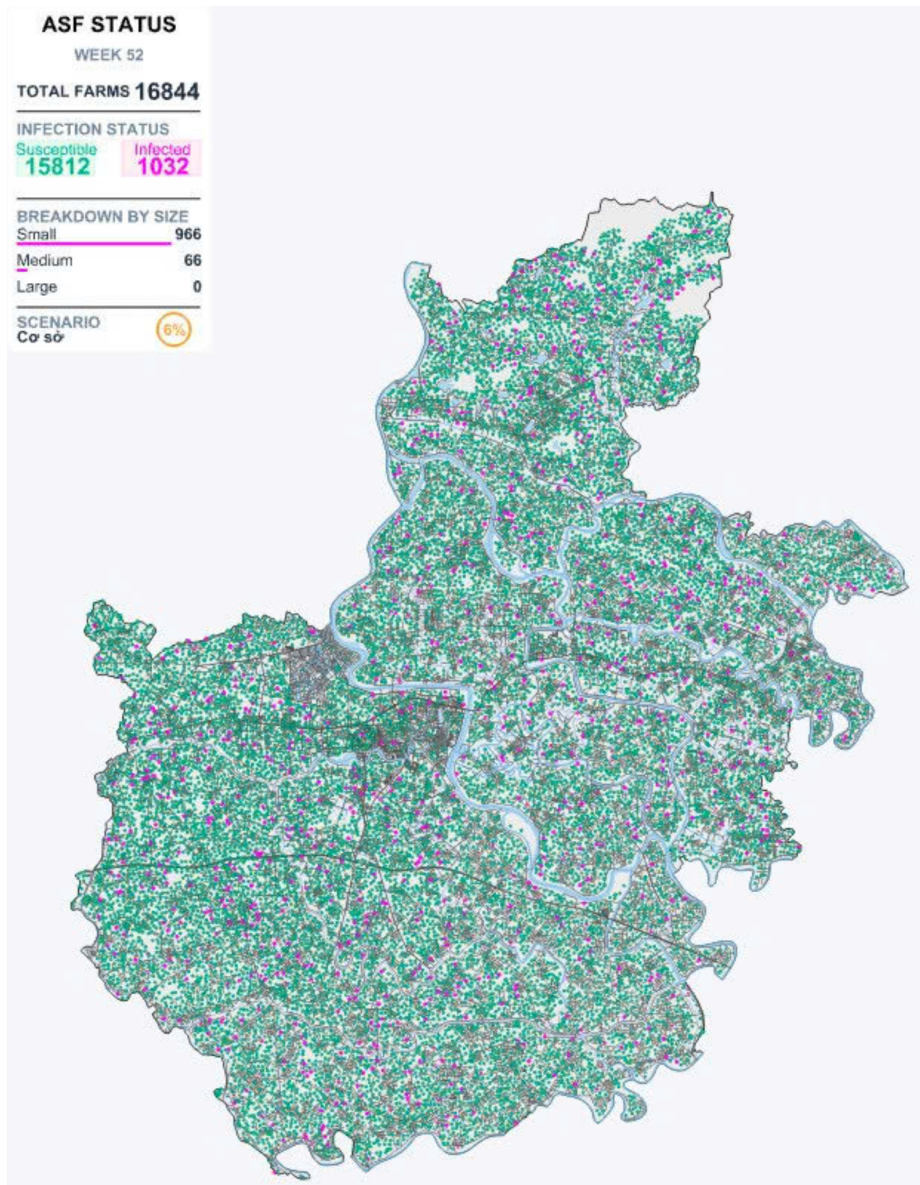 ASF STATUS
WEEK 52
TOTAL FARMS 16844
INFECTION STATUS
Susceptible Infected
15812 1032
BREAKDOWN BY SIZE
Small 966
Medium 66
Large 0
SCENARIO
Cơ sở 6%